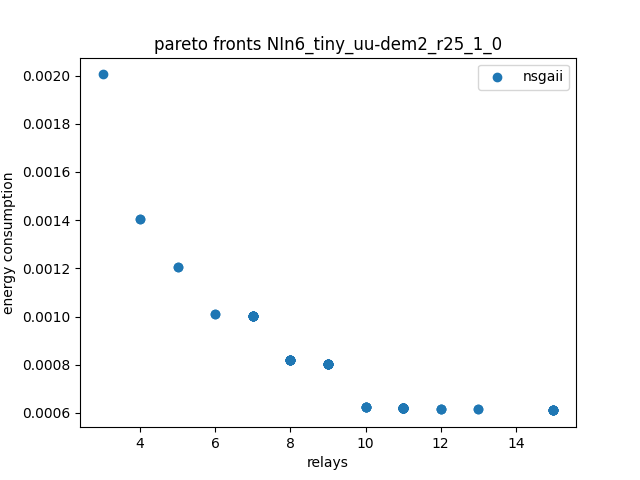 pareto fronts NIn6_tiny_uu-dem2_r25_1_0
nsgaii
energy consumption
0.0020
0.0018
0.0016
0.0014
0.0012
0.0010
0.0008
0.0006
4 6 8 10 12 14
relays